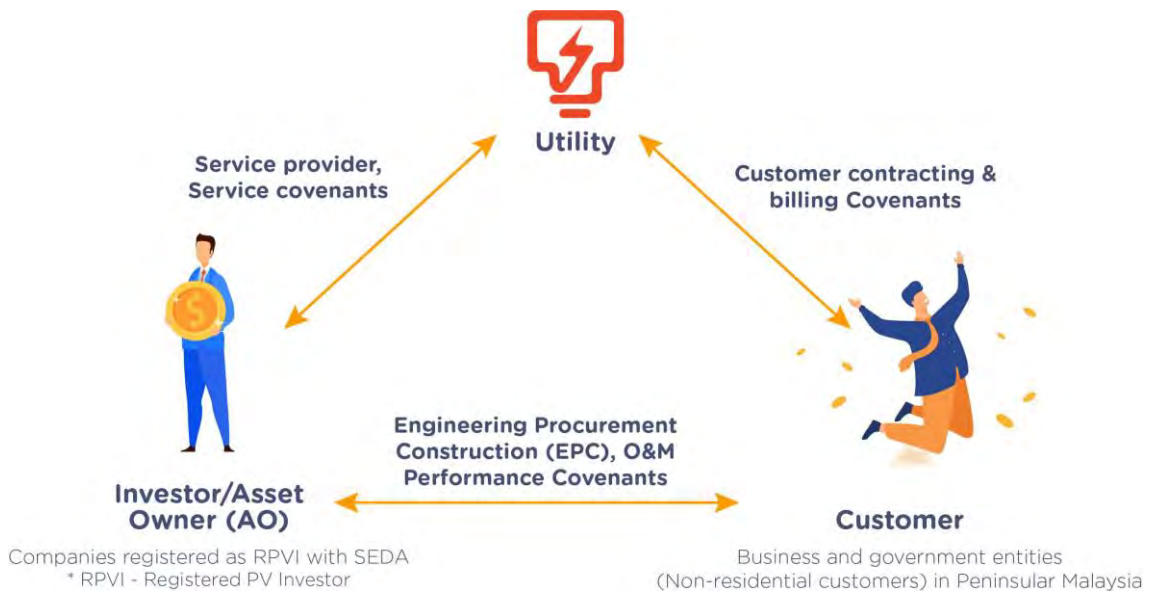 Utility
Service provider,
Service covenants
Customer contracting &
billing Covenants
Engineering Procurement
Construction (EPC), O&M
Performance Covenants
Investor/Asset
Owner (AO)
Companies registered as RPVI with SEDA
* RPVI - Registered PV Investor
Customer
Business and government entities
(Non-residential customers) in Peninsular Malaysia